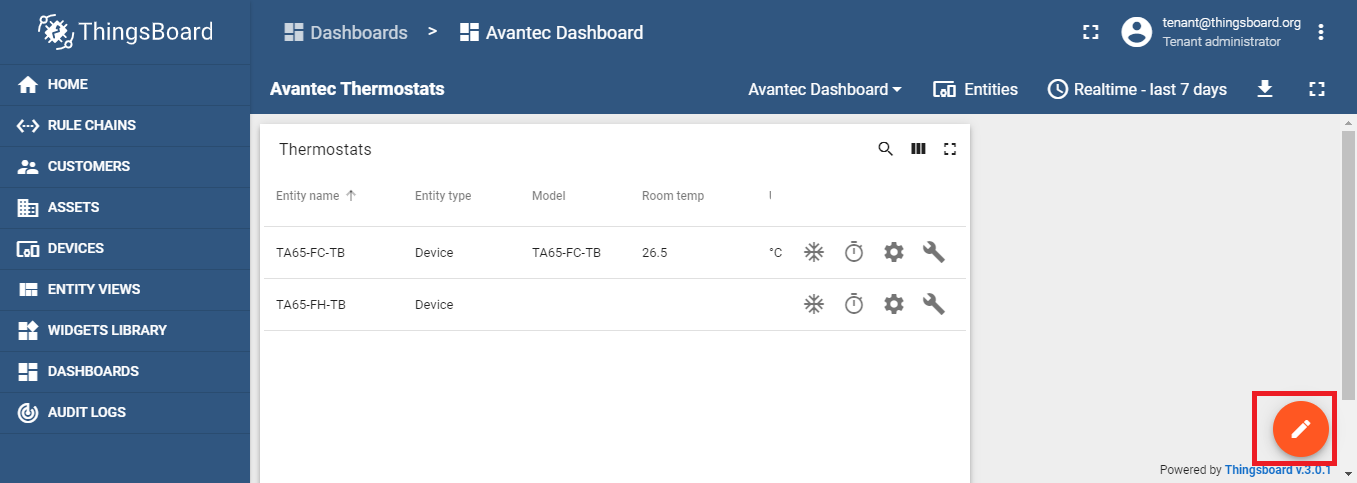 ThingsBoard
Dashboards > Avantec Dashboard
tenant@thingsboard.org
Tenant administrator
HOME
RULE CHAINS
CUSTOMERS
ASSETS
DEVICES
ENTITY VIEWS
WIDGETS LIBRARY
DASHBOARDS
AUDIT LOGS
Avantec Thermostats
Avantec Dashboard
Entities
Realtime - last 7 days
Thermostats
Entity name Entity type Model Room temp
TA65-FC-TB Device TA65-FC-TB 26.5 °C
TA65-FH-TB Device
Powered by Thingsboard v.3.0.1